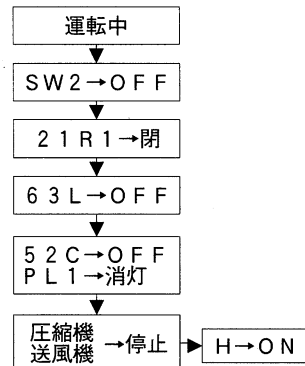 運転中
SW2→OFF
21R1→閉
63L→OFF
52C→OFF
PL1→消灯
圧縮機
送風機 →停止
H→ON